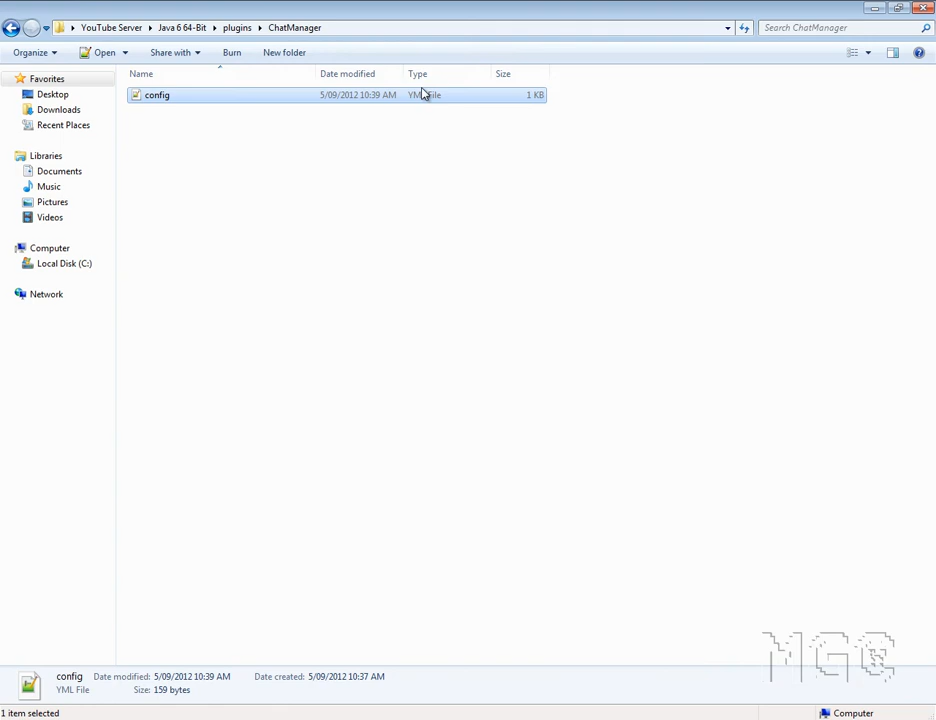 YouTube Server Java 6 64-Bit plugins ChatManager
Search ChatManager
Organize Open Share with Burn New folder
Name Date modified Type Size
Favorites
config 5/09/2012 10:39 AM YML File 1 KB
Desktop
Downloads
Recent Places
Libraries
Documents
Music
Pictures
Videos
Computer
Local Disk (C:)
Network
MGC
config Date modified: 5/09/2012 10:39 AM Date created: 5/09/2012 10:37 AM
YML File Size: 159 bytes
1 item selected
Computer